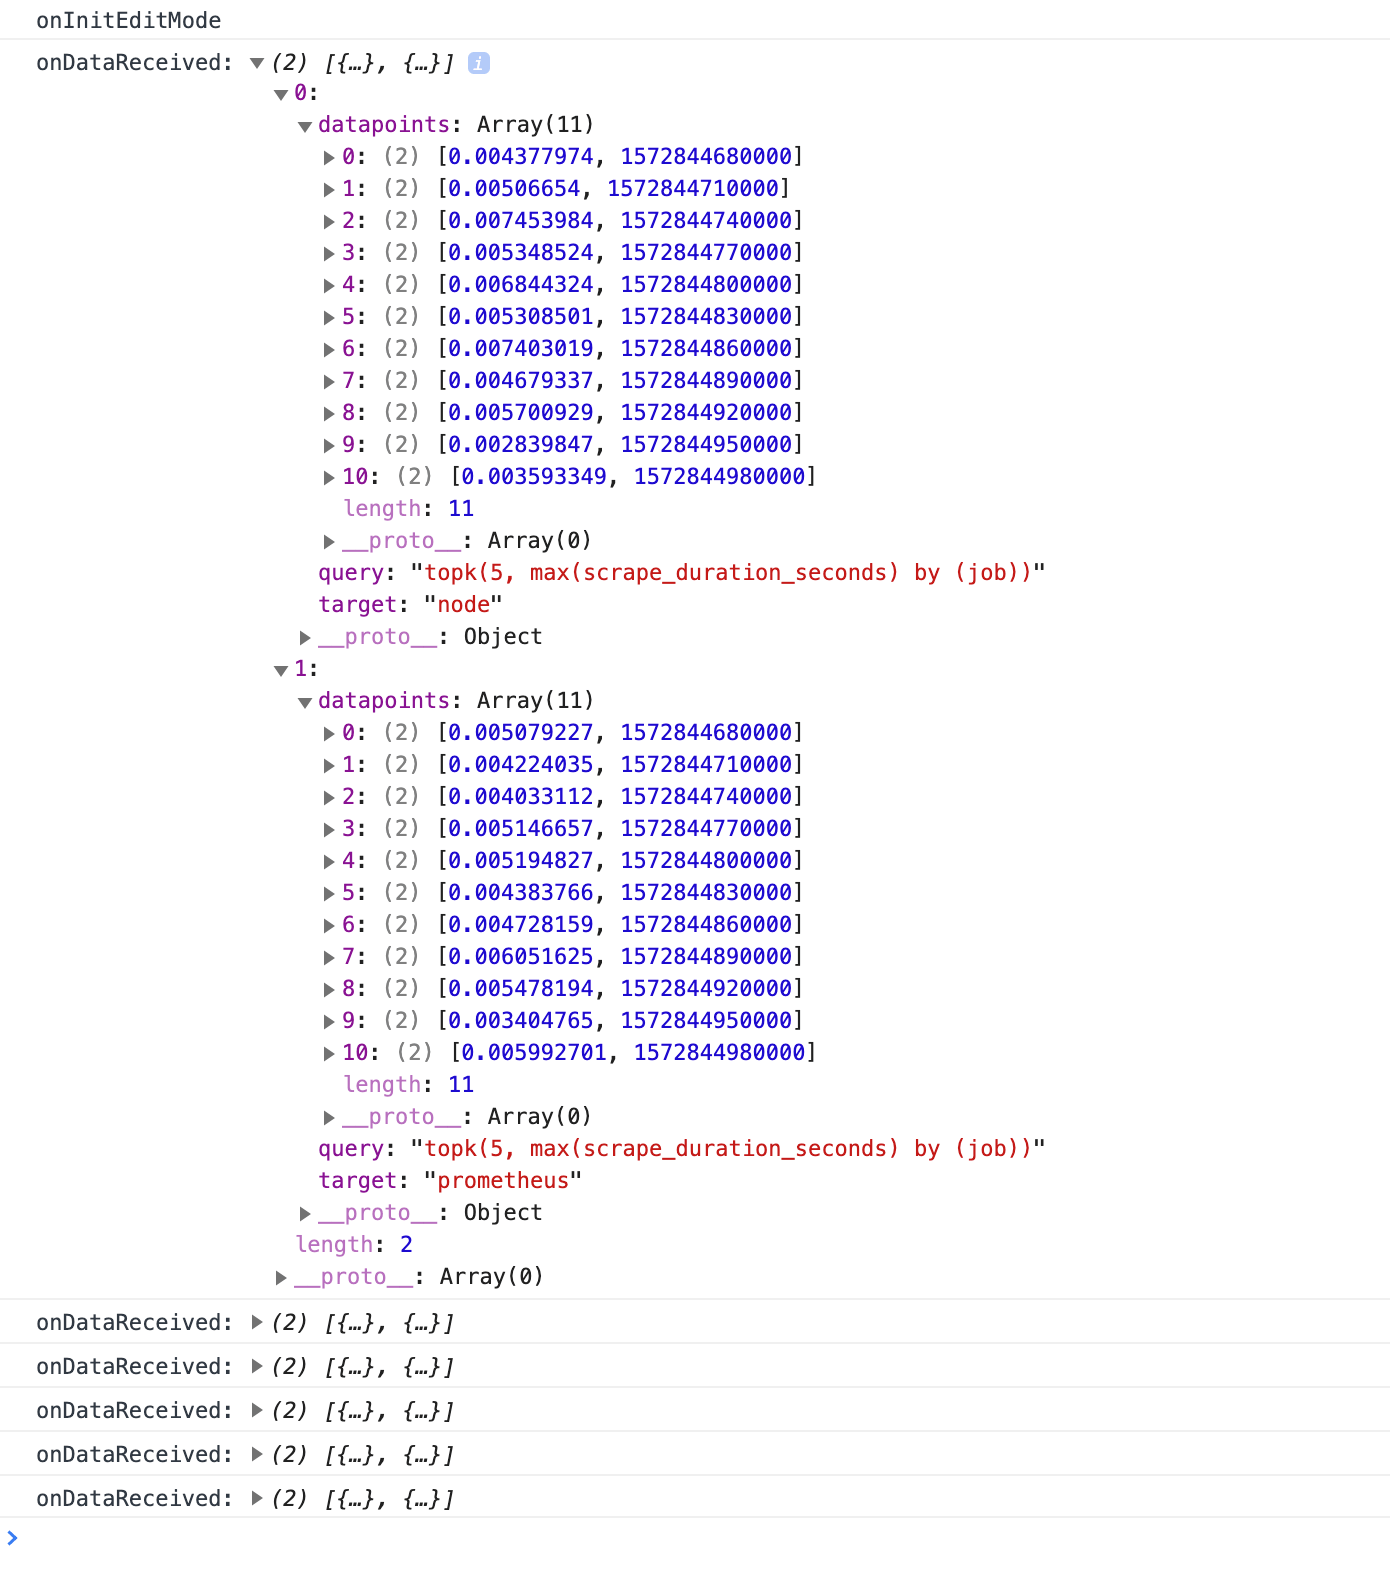 onInitEditMode
onDataReceived: ▼(2) [{…}, {…}] i
▼0:
▼datapoints: Array(11)
▶0: (2) [0.004377974, 1572844680000]
▶1: (2) [0.00506654, 1572844710000]
▶2: (2) [0.007453984, 1572844740000]
▶3: (2) [0.005348524, 1572844770000]
▶4: (2) [0.006844324, 1572844800000]
▶5: (2) [0.005308501, 1572844830000]
▶6: (2) [0.007403019, 1572844860000]
▶7: (2) [0.004679337, 1572844890000]
▶8: (2) [0.005700929, 1572844920000]
▶9: (2) [0.002839847, 1572844950000]
▶10: (2) [0.003593349, 1572844980000]
length: 11
▶__proto__: Array(0)
query: "topk(5, max(scrape_duration_seconds) by (job))"
target: "node"
▶__proto__: Object
▼1:
▼datapoints: Array(11)
▶0: (2) [0.005079227, 1572844680000]
▶1: (2) [0.004224035, 1572844710000]
▶2: (2) [0.004033112, 1572844740000]
▶3: (2) [0.005146657, 1572844770000]
▶4: (2) [0.005194827, 1572844800000]
▶5: (2) [0.004383766, 1572844830000]
▶6: (2) [0.004728159, 1572844860000]
▶7: (2) [0.006051625, 1572844890000]
▶8: (2) [0.005478194, 1572844920000]
▶9: (2) [0.003404765, 1572844950000]
▶10: (2) [0.005992701, 1572844980000]
length: 11
▶__proto__: Array(0)
query: "topk(5, max(scrape_duration_seconds) by (job))"
target: "prometheus"
▶__proto__: Object
length: 2
▶__proto__: Array(0)
onDataReceived: ▶(2) [{…}, {…}]
onDataReceived: ▶(2) [{…}, {…}]
onDataReceived: ▶(2) [{…}, {…}]
onDataReceived: ▶(2) [{…}, {…}]
onDataReceived: ▶(2) [{…}, {…}]
>